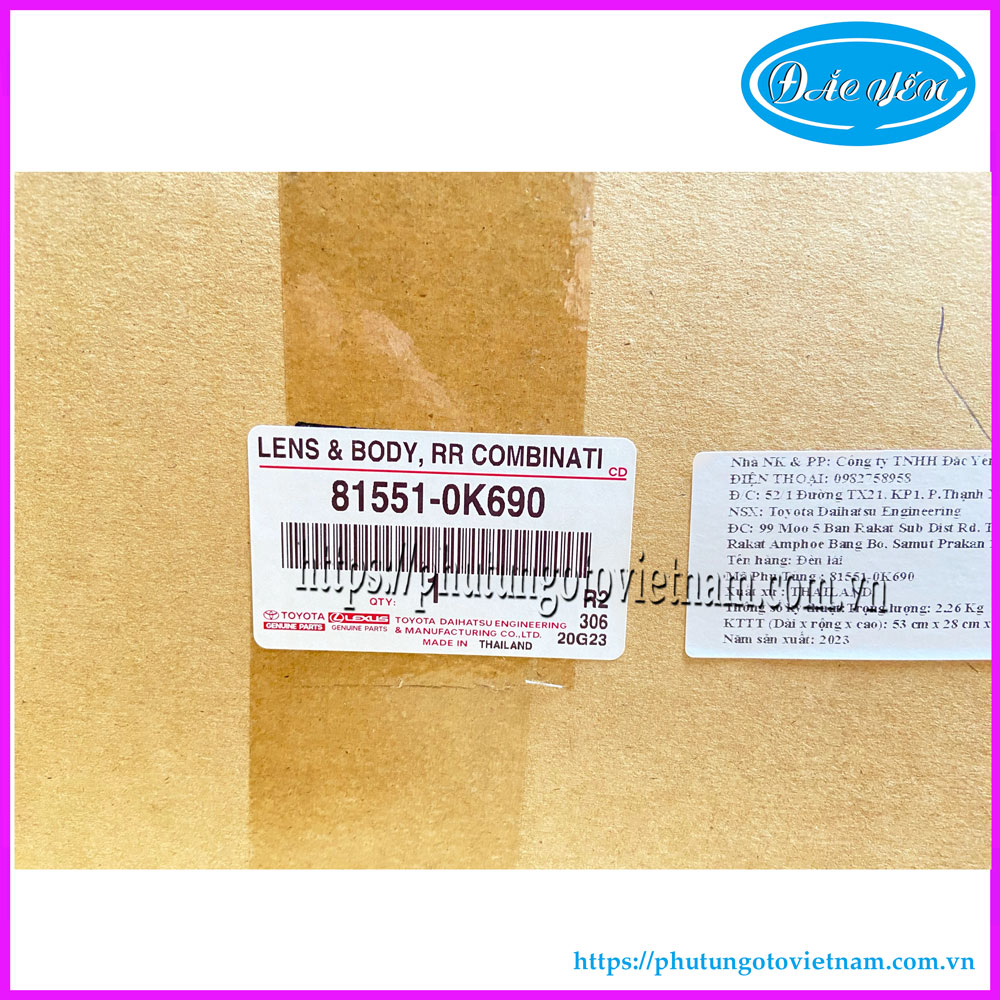 ĐẮC YẾN
LENS & BODY, RR COMBINATI
CD
81551-0K690
QTY: 1
R2
306
20G23
TOYOTA
GENUINE PARTS
LEXUS
GENUINE PARTS
TOYOTA DAIHATSU ENGINEERING
& MANUFACTURING CO., LTD.
MADE IN THAILAND
Nhà NK & PP: Công ty TNHH Đắc Yến
ĐIỆN THOẠI: 098275895S
Đ/C: 52/1 Đường TX21, KP1, P.Thạnh
NSX: Toyota Daihatsu Engineering
ĐC: 99 Moo 5 Ban Rakat Sub Dist Rd.
Rakat Amphoe Bang Bo, Samut Prakan
Tên hàng: Đèn lái
Mã Phụ Tùng : 81551-0K690
Xuất xứ : THAILAND
Thông số kỹ thuật: Trọng lượng: 2.26 Kg
KTTT (Dài x rộng x cao): 53 cm x 28 cm x
Năm sản xuất: 2023
https://phutungotovietnam.com.vn
https://phutungotovietnam.com.vn